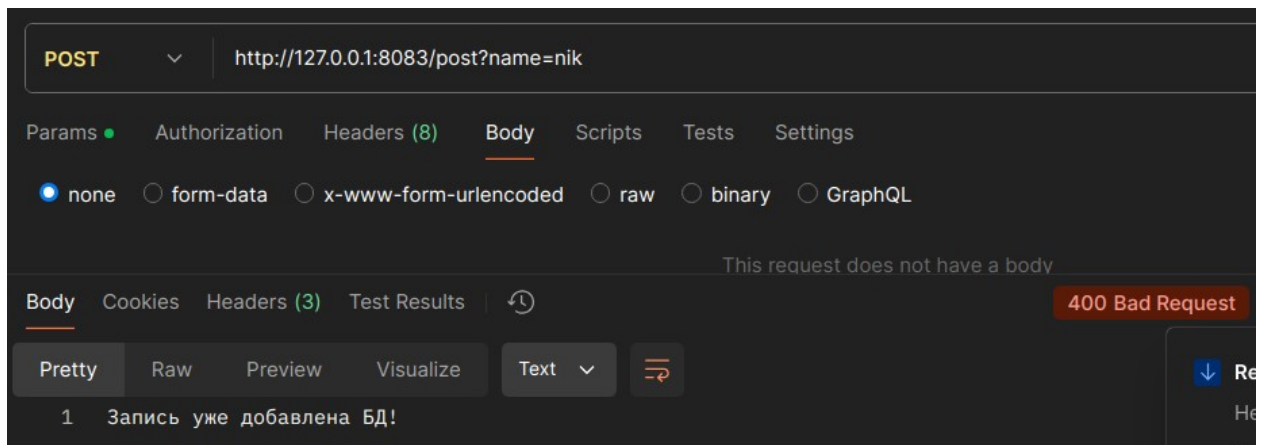 POST http://127.0.0.1:8083/post?name=nik
Params Authorization Headers (8) Body Scripts Tests Settings
none form-data x-www-form-urlencoded raw binary GraphQL
This request does not have a body
Body Cookies Headers (3) Test Results 400 Bad Request
Pretty Raw Preview Visualize Text Re
1 Запись уже добавлена БД! He